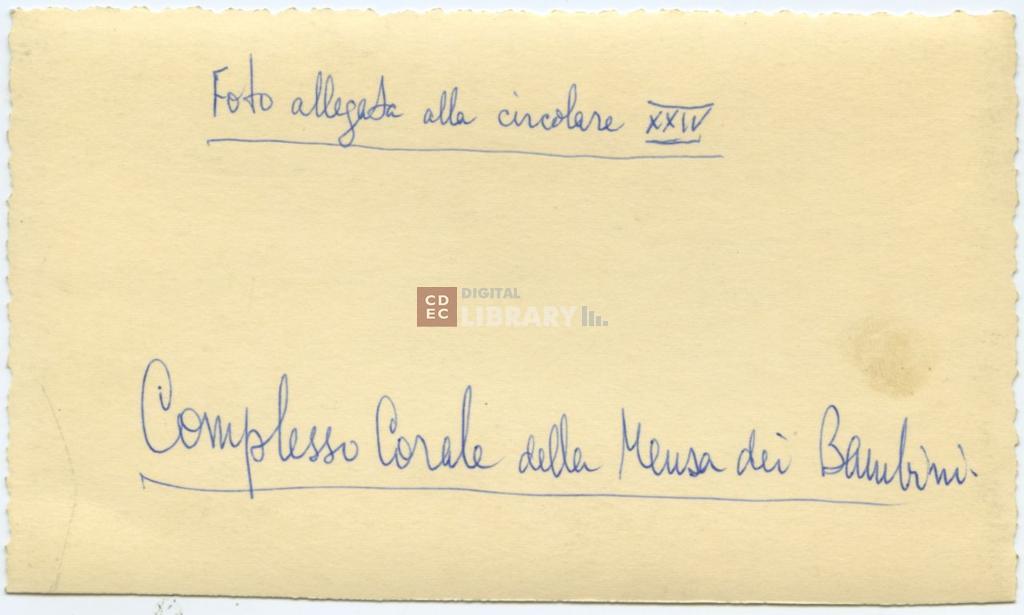 Foto allegata alla circolare XXIV
CD
EC
DIGITAL
LIBRARY
Complesso Corale della Mensa dei Bambini.